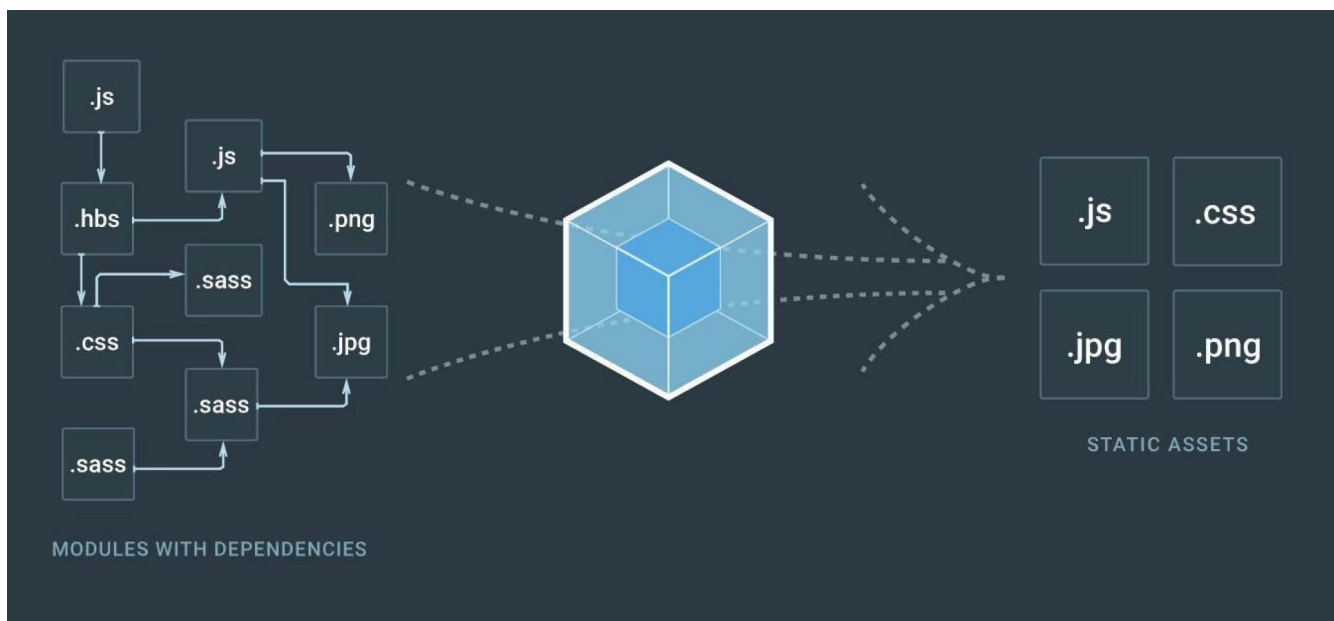 .js
.js
.hbs
.png
.sass
.css
.jpg
.sass
.sass
MODULES WITH DEPENDENCIES
.js
.css
.jpg
.png
STATIC ASSETS